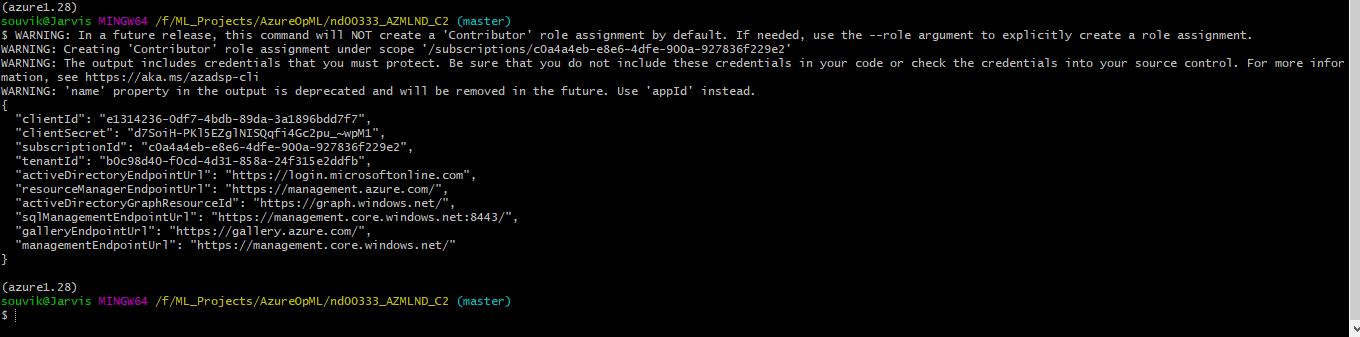 (azure1.28)
souvik@Jarvis MINGW64 /f/ML_Projects/AzureOpML/nd00333_AZMLND_C2 (master)
$ WARNING: In a future release, this command will NOT create a 'Contributor' role assignment by default. If needed, use the --role argument to explicitly create a role assignment.
WARNING: Creating 'Contributor' role assignment under scope '/subscriptions/c0a4a4eb-e8e6-4dfe-900a-927836f229e2'
WARNING: The output includes credentials that you must protect. Be sure that you do not include these credentials in your code or check the credentials into your source control. For more infor
mation, see https://aka.ms/azadsp-cli
WARNING: 'name' property in the output is deprecated and will be removed in the future. Use 'appId' instead.
{
  "clientId": "e1314236-0df7-4bdb-89da-3a1896bdd7f7",
  "clientSecret": "d7SoiH-PKl5EZglNISQqfi4Gc2pu_~wpM1",
  "subscriptionId": "c0a4a4eb-e8e6-4dfe-900a-927836f229e2",
  "tenantId": "b0c98d40-f0cd-4d31-858a-24f315e2ddfb",
  "activeDirectoryEndpointUrl": "https://login.microsoftonline.com",
  "resourceManagerEndpointUrl": "https://management.azure.com/",
  "activeDirectoryGraphResourceId": "https://graph.windows.net/",
  "sqlManagementEndpointUrl": "https://management.core.windows.net:8443/",
  "galleryEndpointUrl": "https://gallery.azure.com/",
  "managementEndpointUrl": "https://management.core.windows.net/"
}
(azure1.28)
souvik@Jarvis MINGW64 /f/ML_Projects/AzureOpML/nd00333_AZMLND_C2 (master)
$